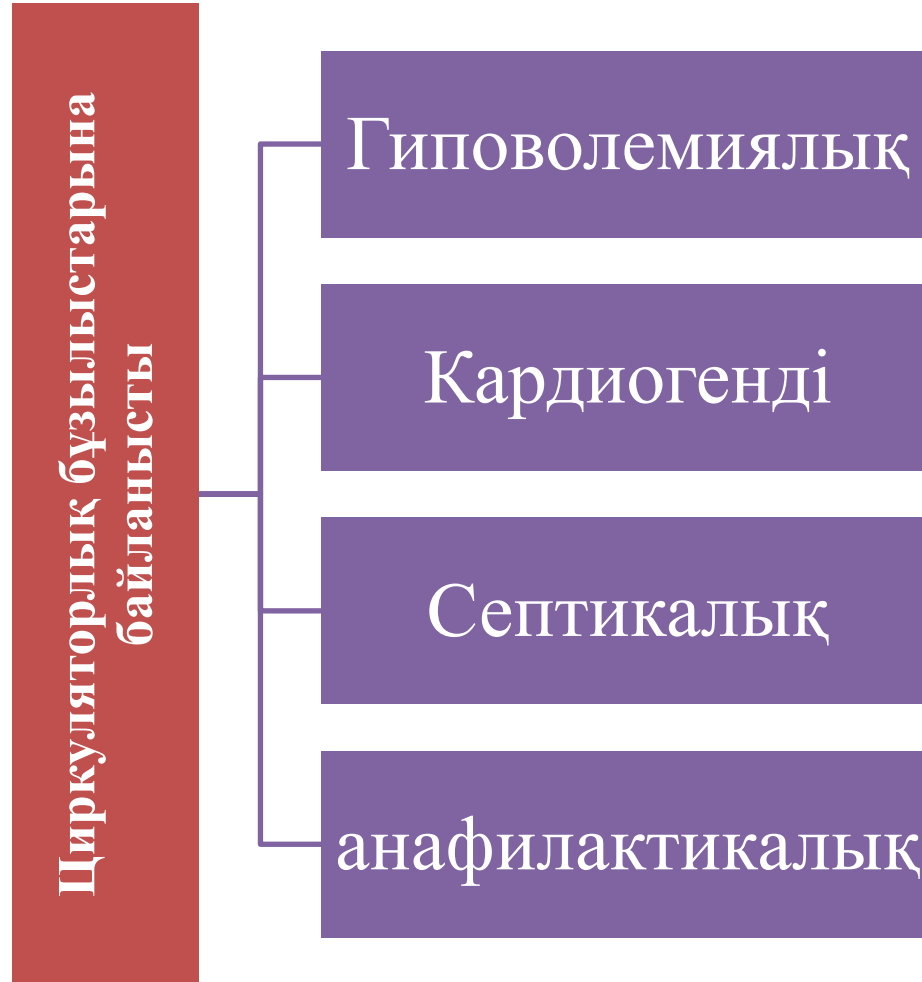 Циркуляторлық бұзылыстарына
байланысты
Гиповолемиялық
Кардиогенді
Септикалық
анафилактикалық